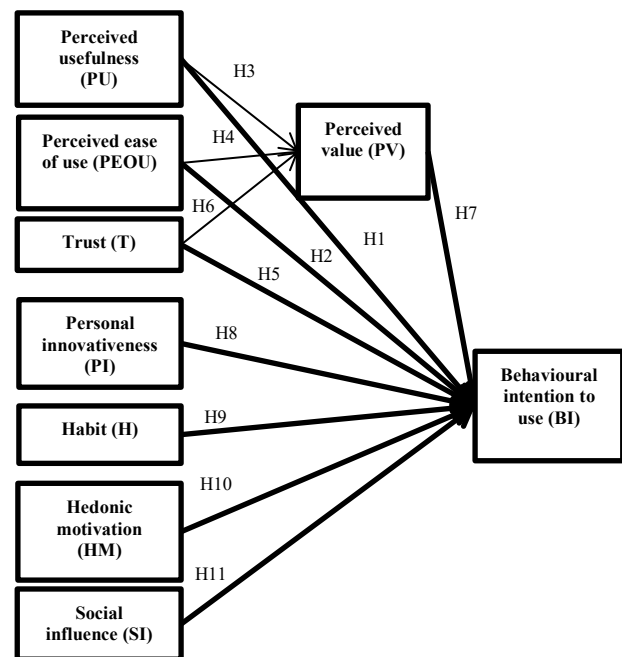 Perceived
usefulness
(PU)
H3
Perceived ease
of use (PEOU)
H4
Perceived
value (PV)
H6
Trust (T)
H7
H1
H2
H5
Personal
innovativeness
(PI)
H8
Behavioural
intention to
use (BI)
Habit (H)
H9
Hedonic
motivation
(HM)
H10
H11
Social
influence (SI)